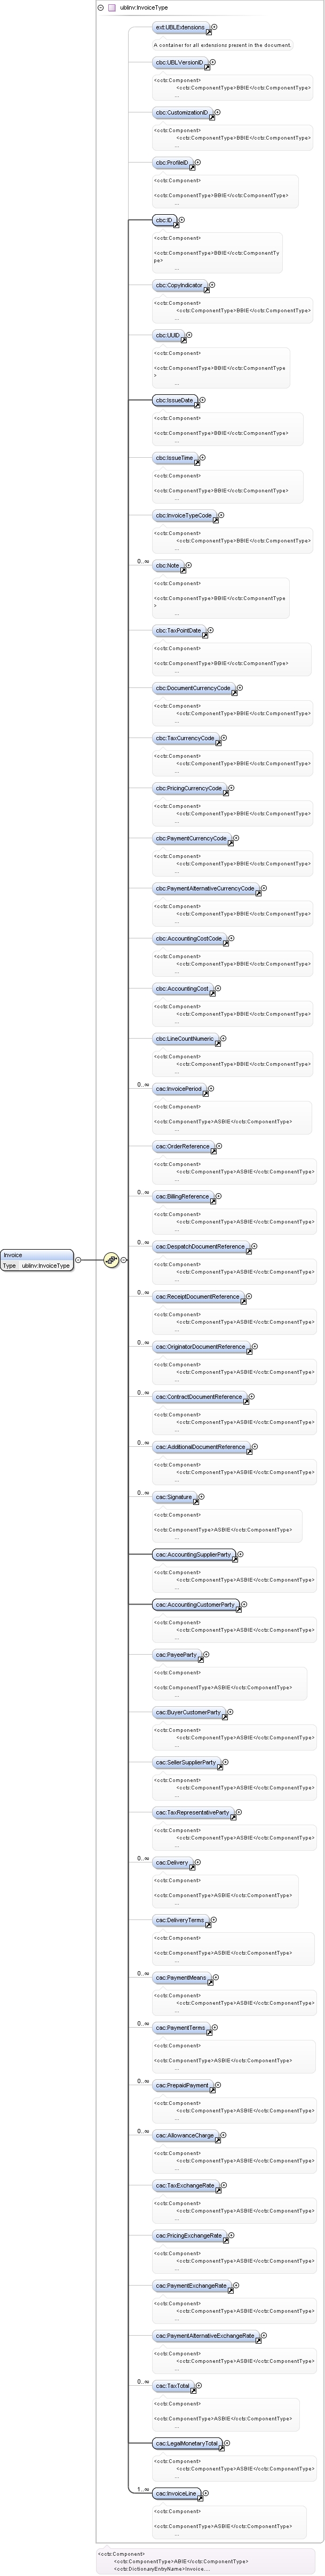 ublinv:InvoiceType
ext:UBLExtensions
A container for all extensions present in the document.
cbc:UBLVersionID
<ccts:Component>
<ccts:ComponentType>BBIE</ccts:ComponentType>
...
cbc:CustomizationID
<ccts:Component>
<ccts:ComponentType>BBIE</ccts:ComponentType>
...
cbc:ProfileID
<ccts:Component>
<ccts:ComponentType>BBIE</ccts:ComponentType>
...
cbc:ID
<ccts:Component>
<ccts:ComponentType>BBIE</ccts:ComponentTy
pe>
...
cbc:CopyIndicator
<ccts:Component>
<ccts:ComponentType>BBIE</ccts:ComponentType>
...
cbc:UUID
<ccts:Component>
<ccts:ComponentType>BBIE</ccts:ComponentType
>
...
cbc:IssueDate
<ccts:Component>
<ccts:ComponentType>BBIE</ccts:ComponentType>
...
cbc:IssueTime
<ccts:Component>
<ccts:ComponentType>BBIE</ccts:ComponentType>
...
cbc:InvoiceTypeCode
<ccts:Component>
<ccts:ComponentType>BBIE</ccts:ComponentType>
...
0..∞
cbc:Note
<ccts:Component>
<ccts:ComponentType>BBIE</ccts:ComponentType
>
...
cbc:TaxPointDate
<ccts:Component>
<ccts:ComponentType>BBIE</ccts:ComponentType>
...
cbc:DocumentCurrencyCode
<ccts:Component>
<ccts:ComponentType>BBIE</ccts:ComponentType>
...
cbc:TaxCurrencyCode
<ccts:Component>
<ccts:ComponentType>BBIE</ccts:ComponentType>
...
cbc:PricingCurrencyCode
<ccts:Component>
<ccts:ComponentType>BBIE</ccts:ComponentType>
...
cbc:PaymentCurrencyCode
<ccts:Component>
<ccts:ComponentType>BBIE</ccts:ComponentType>
...
cbc:PaymentAlternativeCurrencyCode
<ccts:Component>
<ccts:ComponentType>BBIE</ccts:ComponentType>
...
cbc:AccountingCostCode
<ccts:Component>
<ccts:ComponentType>BBIE</ccts:ComponentType>
...
cbc:AccountingCost
<ccts:Component>
<ccts:ComponentType>BBIE</ccts:ComponentType>
...
cbc:LineCountNumeric
<ccts:Component>
<ccts:ComponentType>BBIE</ccts:ComponentType>
...
0..∞
cac:InvoicePeriod
<ccts:Component>
<ccts:ComponentType>ASBIE</ccts:ComponentType>
...
cac:OrderReference
<ccts:Component>
<ccts:ComponentType>ASBIE</ccts:ComponentType>
...
0..∞
cac:BillingReference
<ccts:Component>
<ccts:ComponentType>ASBIE</ccts:ComponentType>
...
0..∞
cac:DespatchDocumentReference
<ccts:Component>
<ccts:ComponentType>ASBIE</ccts:ComponentType>
...
Invoice
Type ublinv:InvoiceType
0..∞
cac:ReceiptDocumentReference
<ccts:Component>
<ccts:ComponentType>ASBIE</ccts:ComponentType>
...
0..∞
cac:OriginatorDocumentReference
<ccts:Component>
<ccts:ComponentType>ASBIE</ccts:ComponentType>
...
0..∞
cac:ContractDocumentReference
<ccts:Component>
<ccts:ComponentType>ASBIE</ccts:ComponentType>
...
0..∞
cac:AdditionalDocumentReference
<ccts:Component>
<ccts:ComponentType>ASBIE</ccts:ComponentType>
...
0..∞
cac:Signature
<ccts:Component>
<ccts:ComponentType>ASBIE</ccts:ComponentType>
...
cac:AccountingSupplierParty
<ccts:Component>
<ccts:ComponentType>ASBIE</ccts:ComponentType>
...
cac:AccountingCustomerParty
<ccts:Component>
<ccts:ComponentType>ASBIE</ccts:ComponentType>
...
cac:PayeeParty
<ccts:Component>
<ccts:ComponentType>ASBIE</ccts:ComponentType>
...
cac:BuyerCustomerParty
<ccts:Component>
<ccts:ComponentType>ASBIE</ccts:ComponentType>
...
cac:SellerSupplierParty
<ccts:Component>
<ccts:ComponentType>ASBIE</ccts:ComponentType>
...
cac:TaxRepresentativeParty
<ccts:Component>
<ccts:ComponentType>ASBIE</ccts:ComponentType>
...
0..∞
cac:Delivery
<ccts:Component>
<ccts:ComponentType>ASBIE</ccts:ComponentType>
...
cac:DeliveryTerms
<ccts:Component>
<ccts:ComponentType>ASBIE</ccts:ComponentType>
...
0..∞
cac:PaymentMeans
<ccts:Component>
<ccts:ComponentType>ASBIE</ccts:ComponentType>
...
0..∞
cac:PaymentTerms
<ccts:Component>
<ccts:ComponentType>ASBIE</ccts:ComponentType>
...
0..∞
cac:PrepaidPayment
<ccts:Component>
<ccts:ComponentType>ASBIE</ccts:ComponentType>
...
0..∞
cac:AllowanceCharge
<ccts:Component>
<ccts:ComponentType>ASBIE</ccts:ComponentType>
...
cac:TaxExchangeRate
<ccts:Component>
<ccts:ComponentType>ASBIE</ccts:ComponentType>
...
cac:PricingExchangeRate
<ccts:Component>
<ccts:ComponentType>ASBIE</ccts:ComponentType>
...
cac:PaymentExchangeRate
<ccts:Component>
<ccts:ComponentType>ASBIE</ccts:ComponentType>
...
cac:PaymentAlternativeExchangeRate
<ccts:Component>
<ccts:ComponentType>ASBIE</ccts:ComponentType>
...
0..∞
cac:TaxTotal
<ccts:Component>
<ccts:ComponentType>ASBIE</ccts:ComponentType>
...
cac:LegalMonetaryTotal
<ccts:Component>
<ccts:ComponentType>ASBIE</ccts:ComponentType>
...
1..∞
cac:InvoiceLine
<ccts:Component>
<ccts:ComponentType>ASBIE</ccts:ComponentType>
...
<ccts:Component>
<ccts:ComponentType>ABIE</ccts:ComponentType>
<ccts:DictionaryEntryName>Invoice....